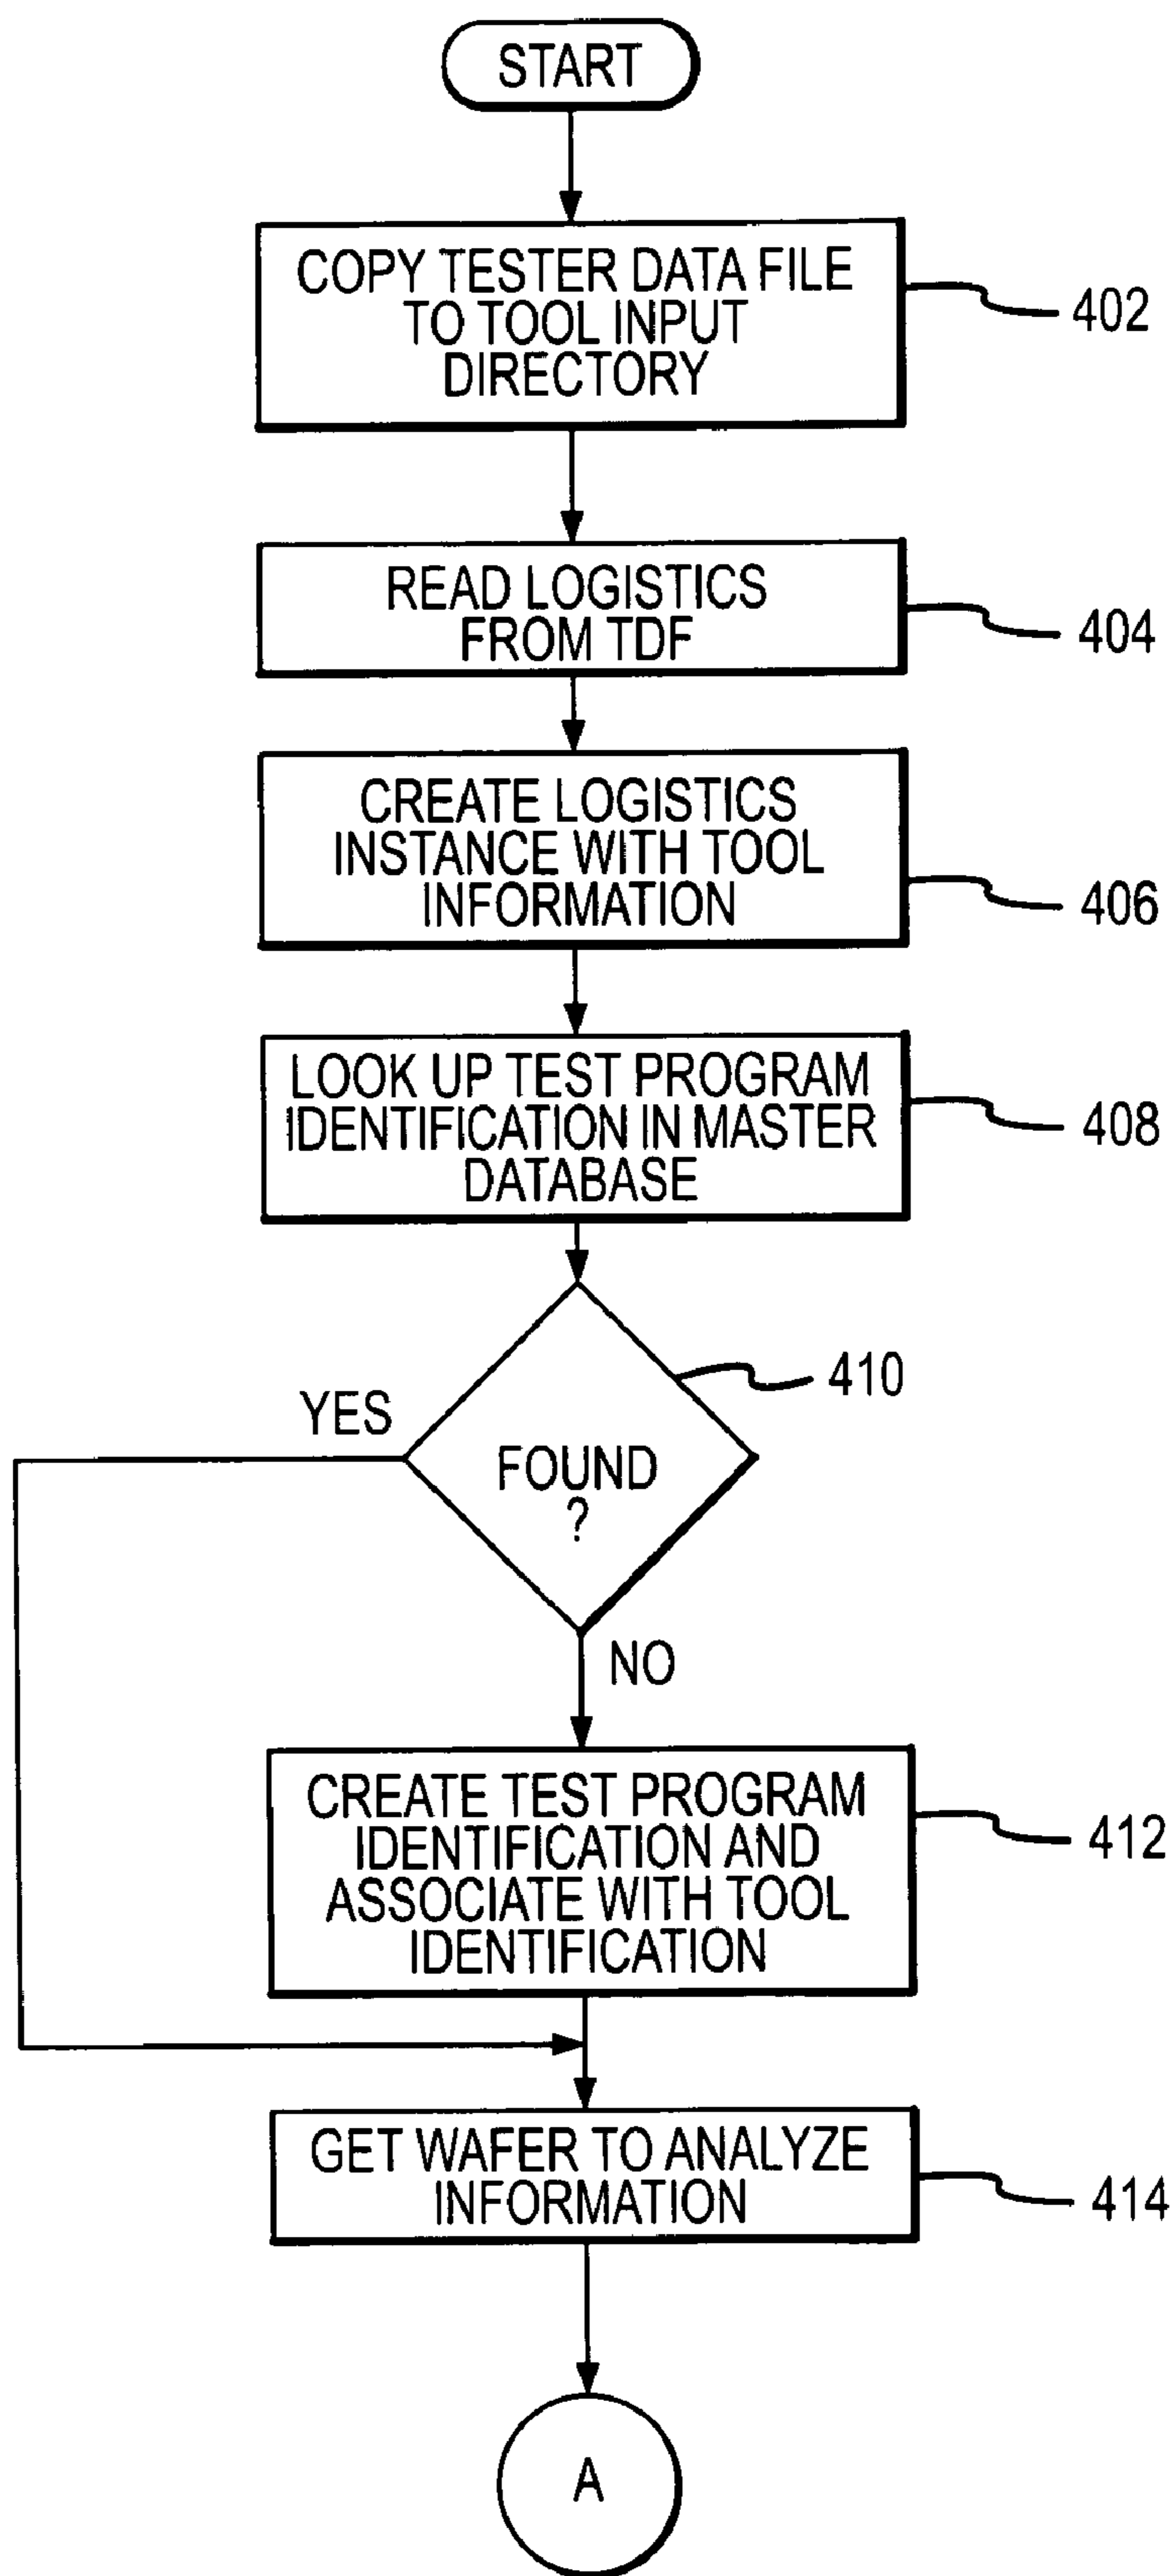 START
COPY TESTER DATA FILE
TO TOOL INPUT
DIRECTORY
402
READ LOGISTICS
FROM TDF
404
CREATE LOGISTICS
INSTANCE WITH TOOL
INFORMATION
406
LOOK UP TEST PROGRAM
IDENTIFICATION IN MASTER
DATABASE
408
410
YES
FOUND
?
NO
CREATE TEST PROGRAM
IDENTIFICATION AND
ASSOCIATE WITH TOOL
IDENTIFICATION
412
GET WAFER TO ANALYZE
INFORMATION
414
A